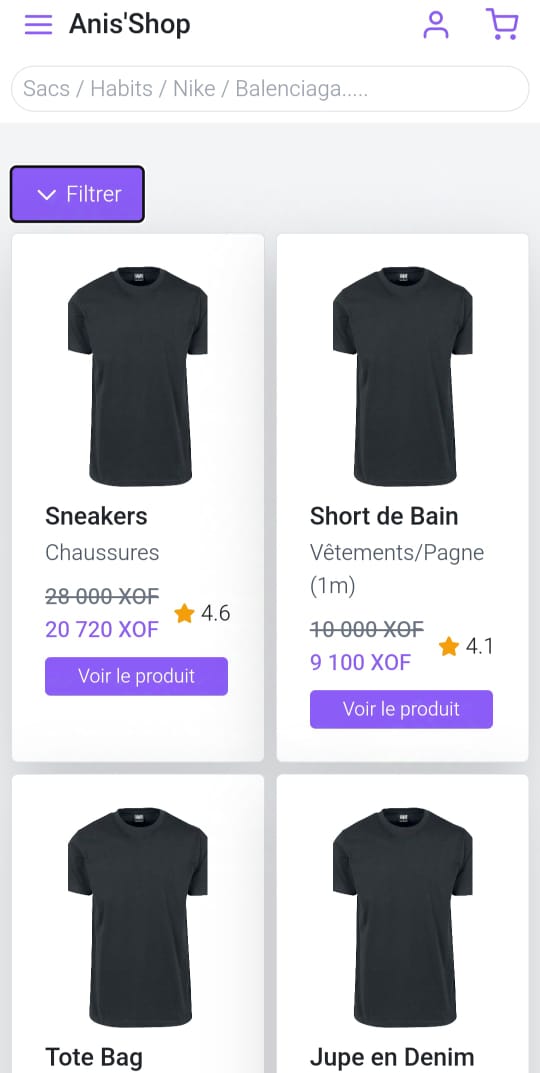 Anis'Shop
Sacs / Habits / Nike / Balenciaga.....
Filtrer
Sneakers
Chaussures
28 000 XOF
20 720 XOF
4.6
Voir le produit
Short de Bain
Vêtements/Pagne
(1m)
10 000 XOF
9 100 XOF
4.1
Voir le produit
Tote Bag
Jupe en Denim